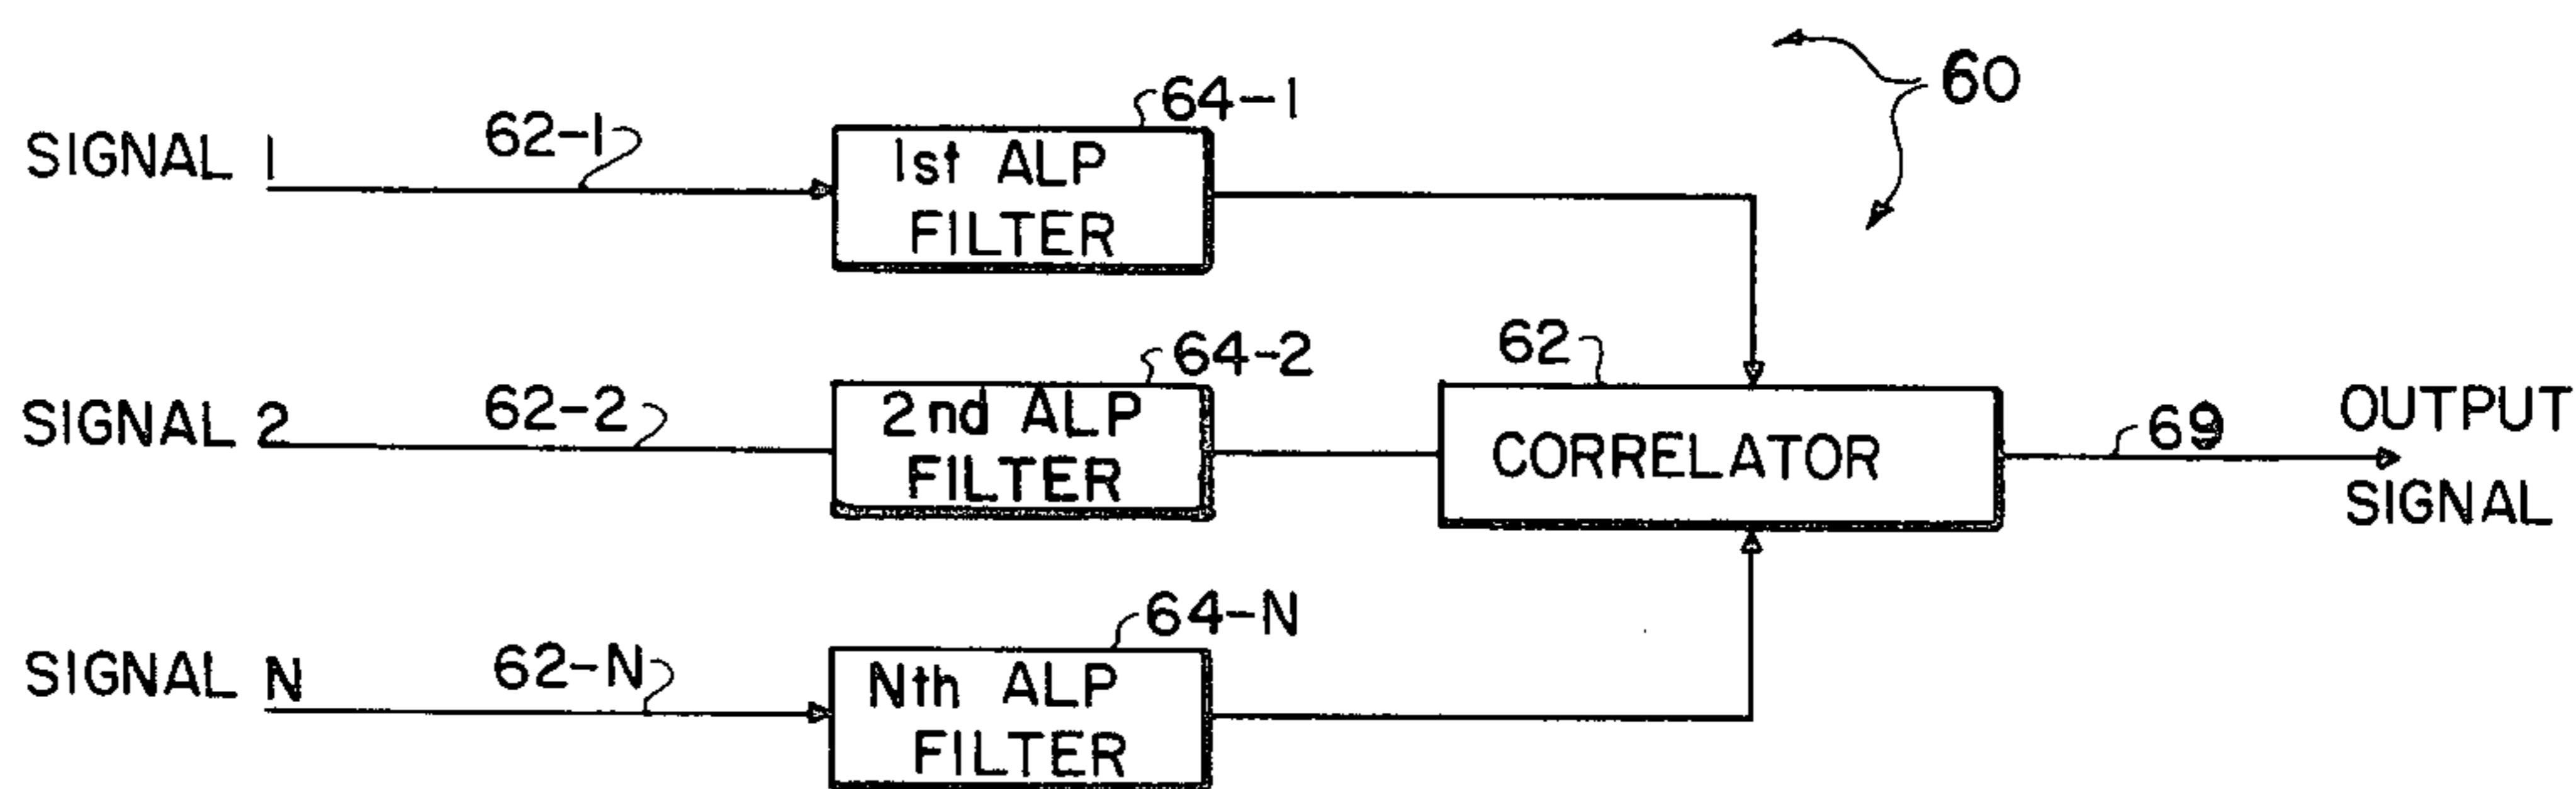 60
SIGNAL 1
62-1
64-1
1st ALP
FILTER
SIGNAL 2
62-2
64-2
2nd ALP
FILTER
62
CORRELATOR
69
OUTPUT
SIGNAL
SIGNAL N
62-N
64-N
Nth ALP
FILTER